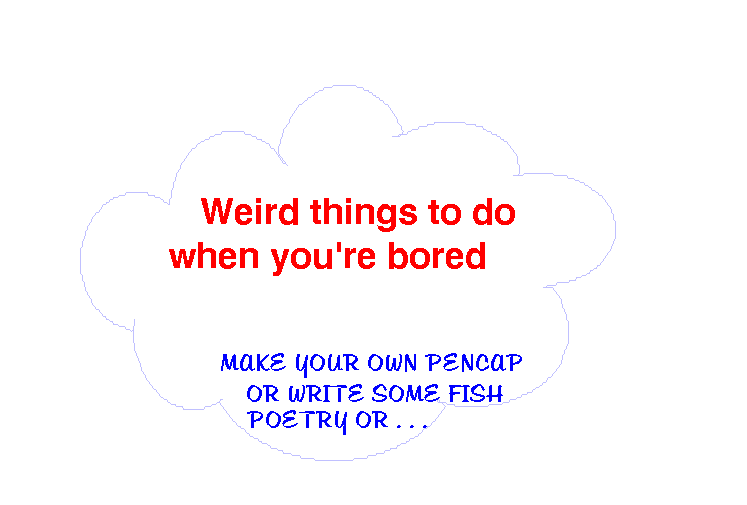 Weird things to do
when you're bored
MAKE YOUR OWN PENCAP
OR WRITE SOME FISH
POETRY OR . . .